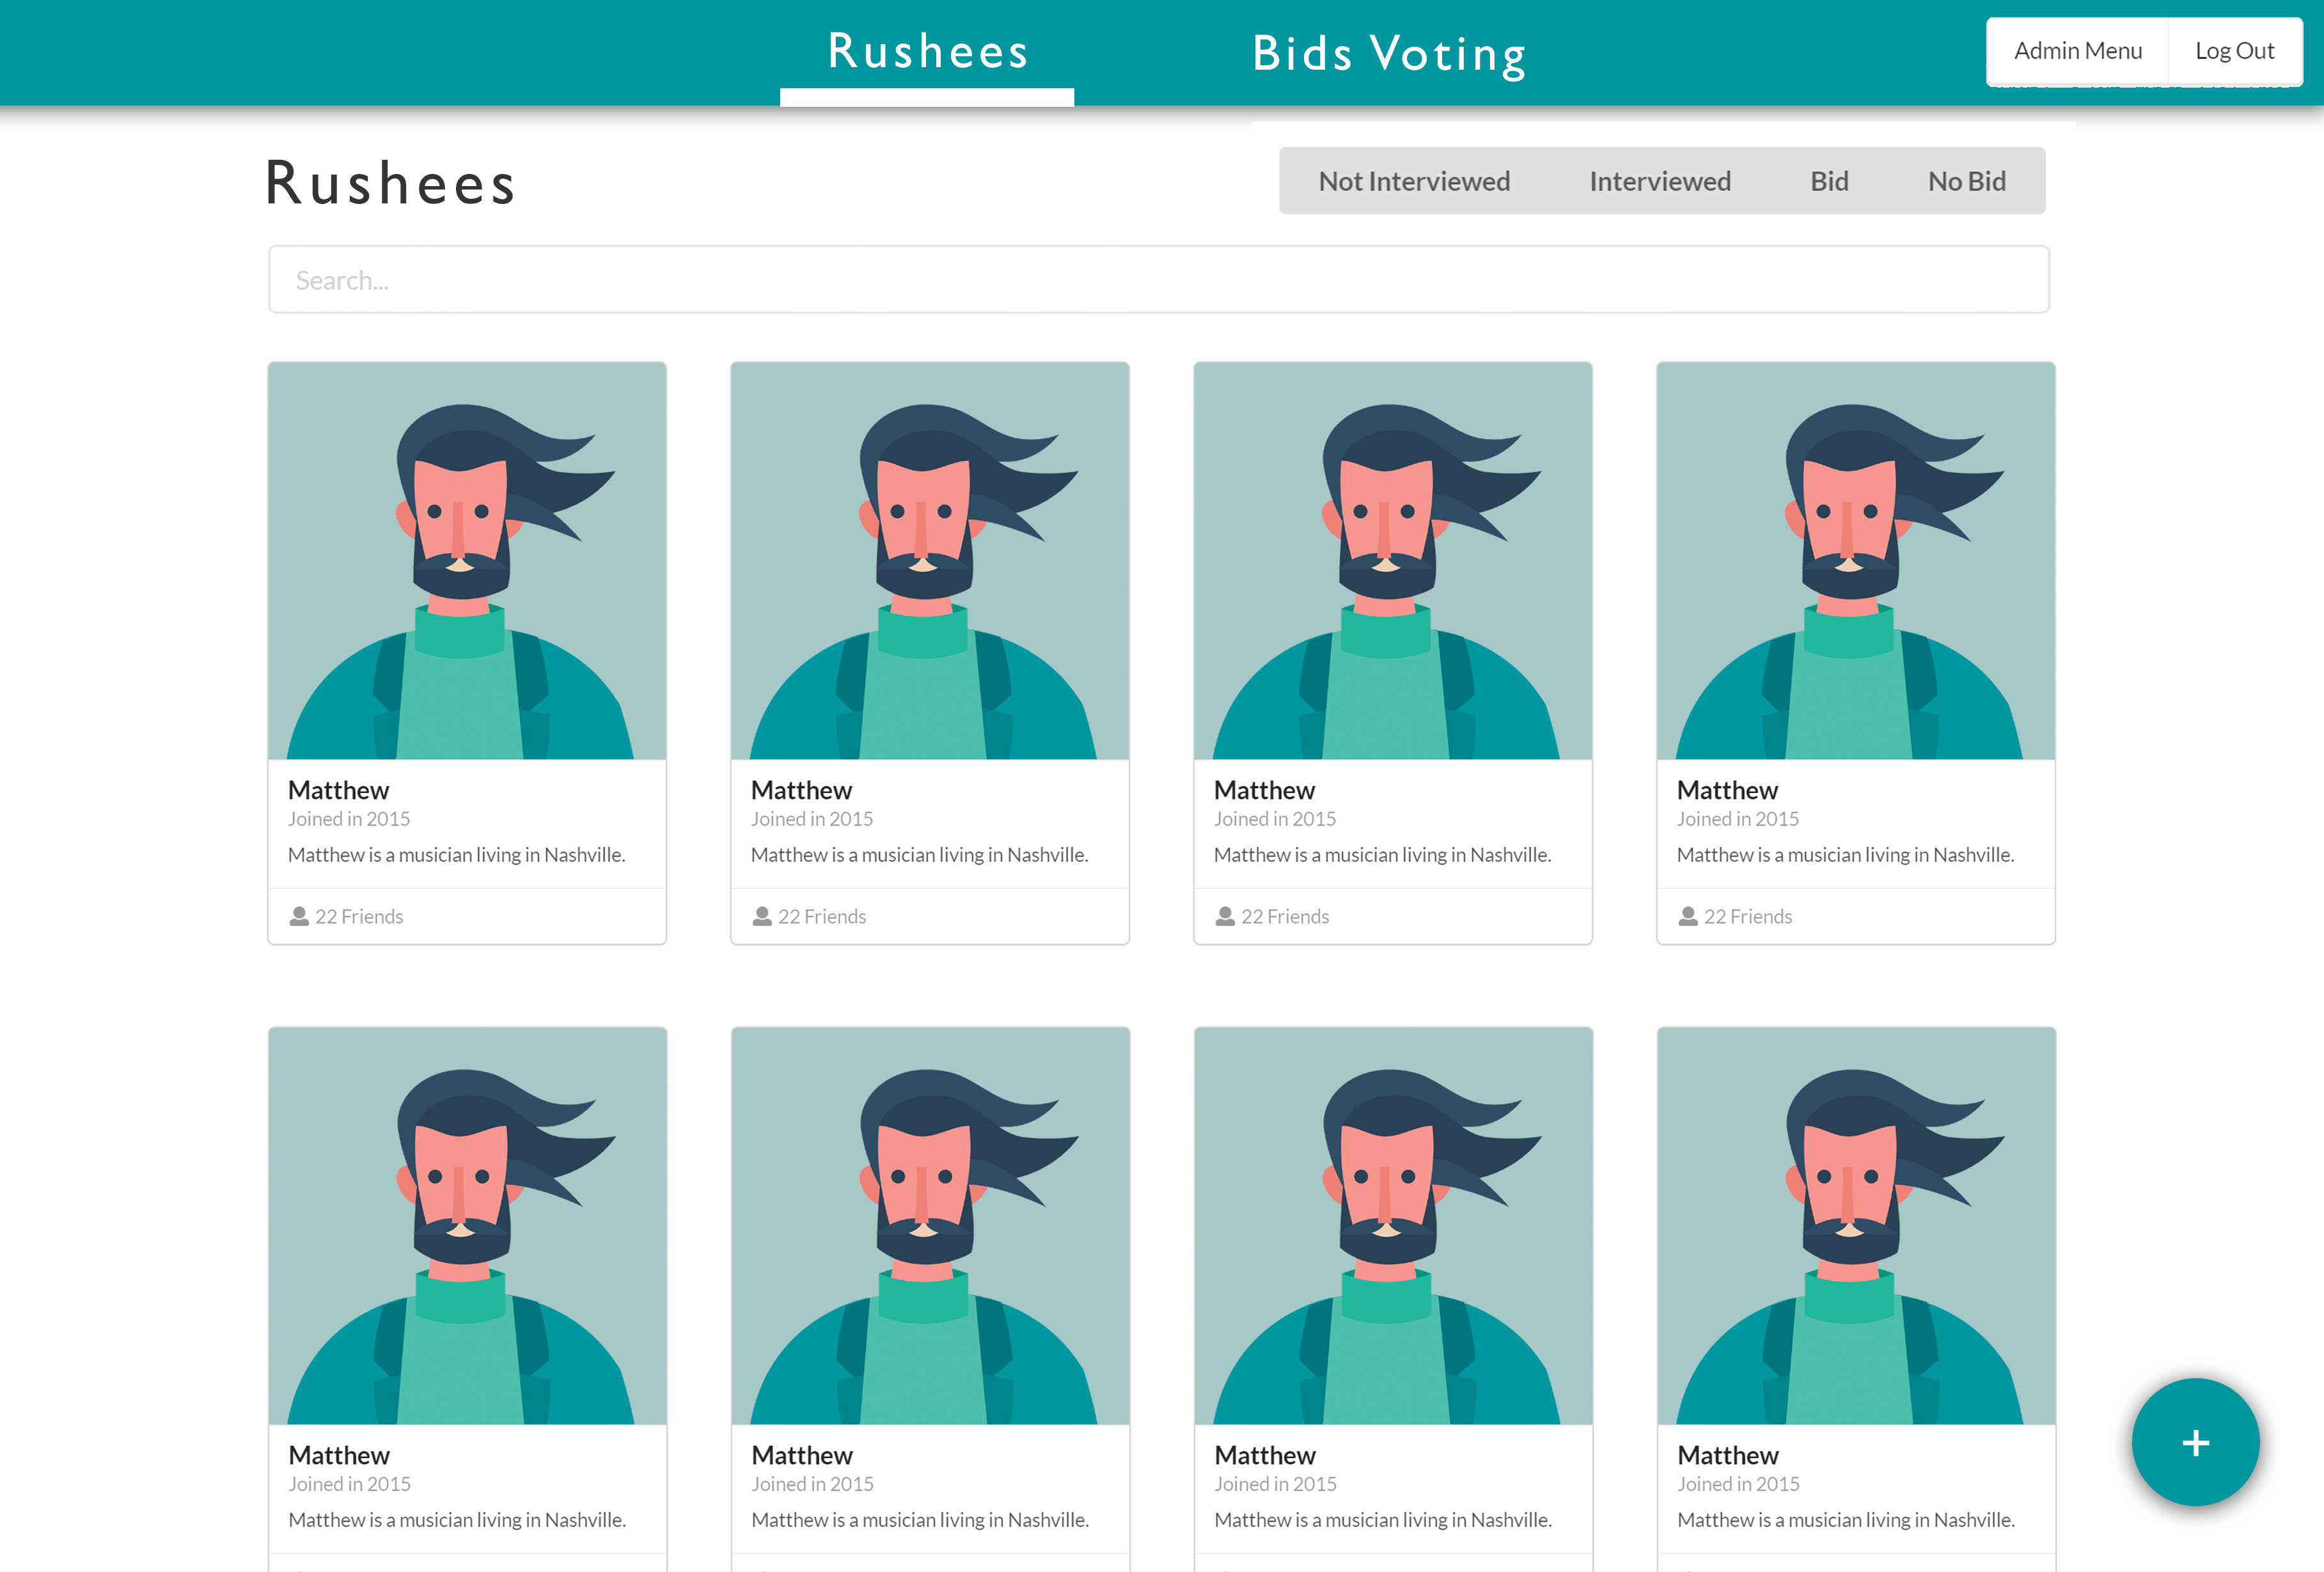 Rushees Bids Voting Admin Menu Log Out
Rushees Not Interviewed Interviewed Bid No Bid
Search...
Matthew Matthew Matthew Matthew
Joined in 2015 Joined in 2015 Joined in 2015 Joined in 2015
Matthew is a musician living in Nashville. Matthew is a musician living in Nashville. Matthew is a musician living in Nashville. Matthew is a musician living in Nashville.
22 Friends 22 Friends 22 Friends 22 Friends
+
Matthew Matthew Matthew Matthew
Joined in 2015 Joined in 2015 Joined in 2015 Joined in 2015
Matthew is a musician living in Nashville. Matthew is a musician living in Nashville. Matthew is a musician living in Nashville. Matthew is a musician living in Nashville.